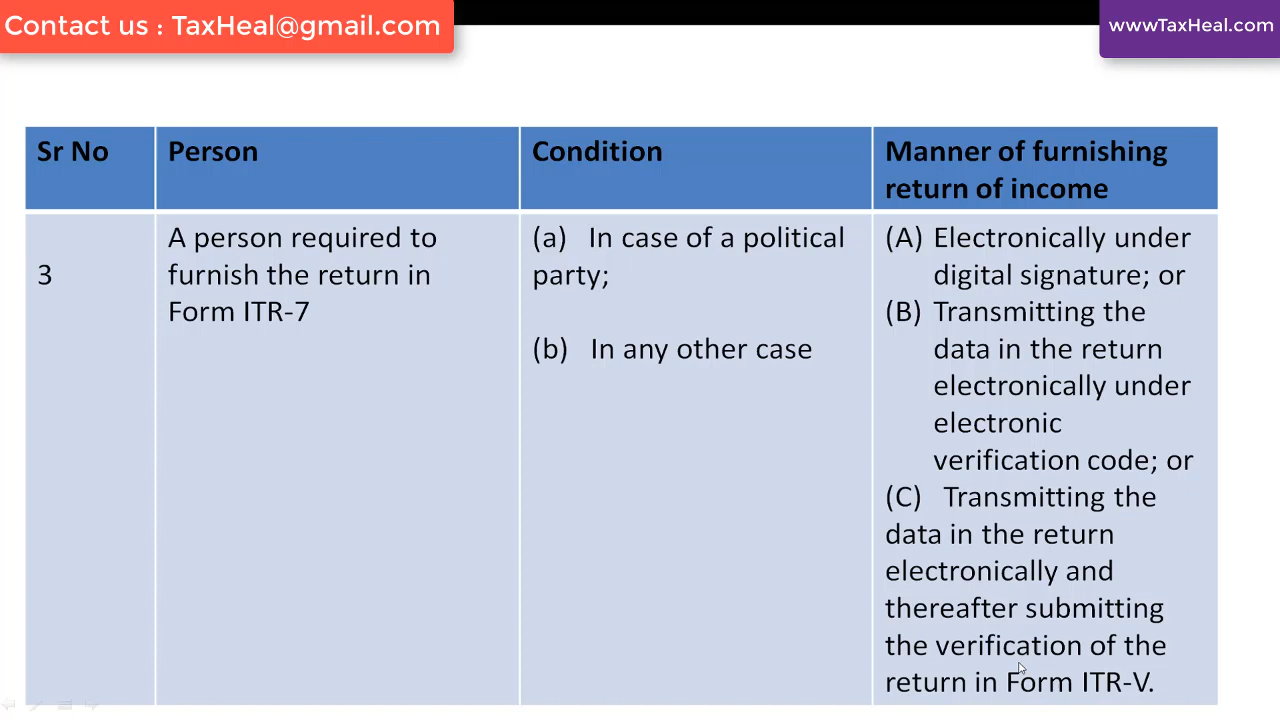 Contact us : TaxHeal@gmail.com
wwwTaxHeal.com
Sr No
Person
Condition
Manner of furnishing
return of income
3
A person required to
furnish the return in
Form ITR-7
(a) In case of a political
party;
(b) In any other case
(A) Electronically under
digital signature; or
(B) Transmitting the
data in the return
electronically under
electronic
verification code; or
(C) Transmitting the
data in the return
electronically and
thereafter submitting
the verification of the
return in Form ITR-V.